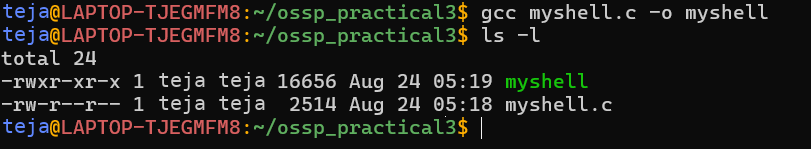 teja@LAPTOP-TJEGMFM8:~/ossp_practical3$ gcc myshell.c -o myshell
teja@LAPTOP-TJEGMFM8:~/ossp_practical3$ ls -l
total 24
-rwxr-xr-x 1 teja teja 16656 Aug 24 05:19 myshell
-rw-r--r-- 1 teja teja  2514 Aug 24 05:18 myshell.c
teja@LAPTOP-TJEGMFM8:~/ossp_practical3$